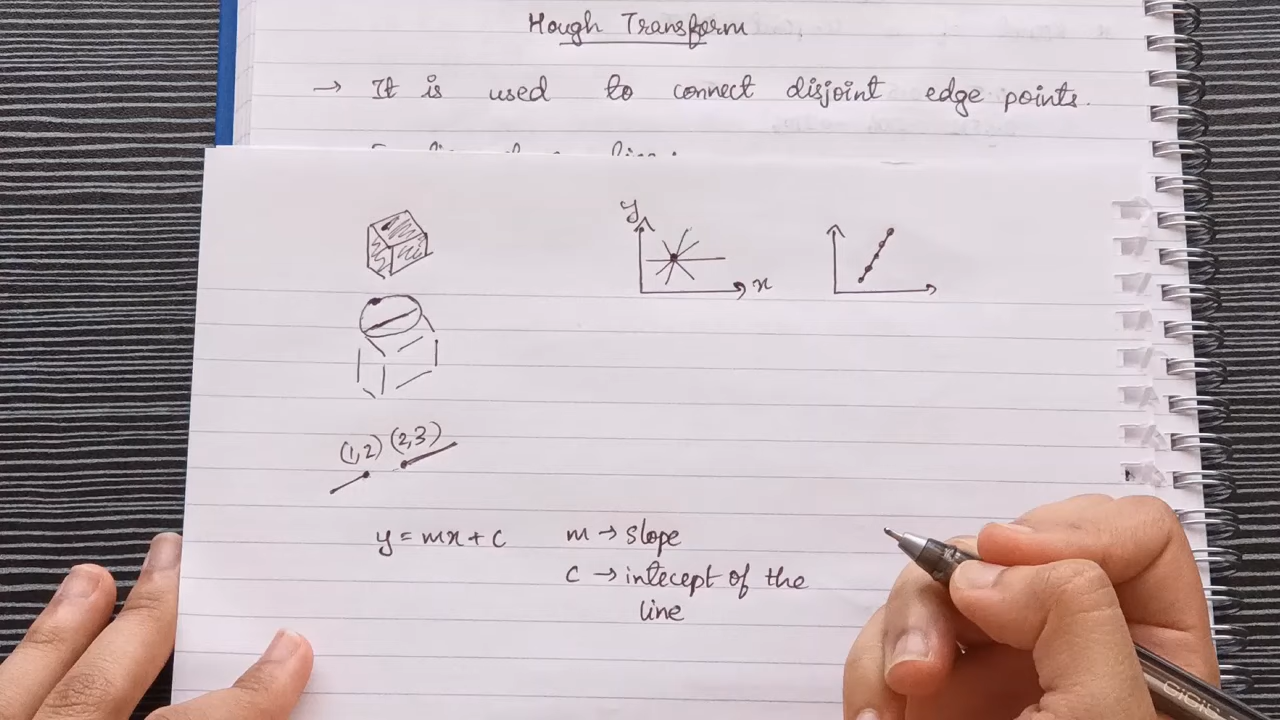 Hough Transform
→ It is used to connect disjoint edge points.
y
x
(1,2) (2,3)
y = mx + c
m → slope
c → intecept of the
line